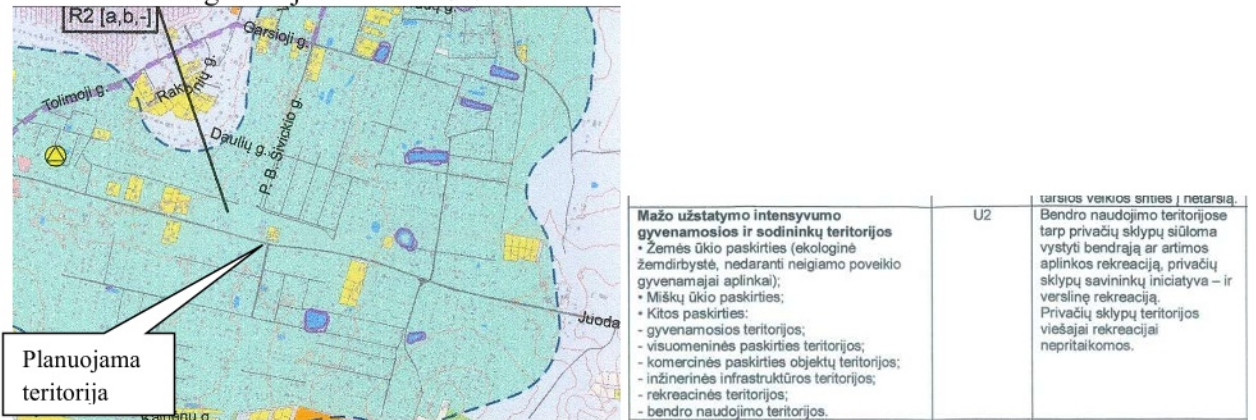 R2 [a,b,-]
Garsioji g.
Tolimoji g.
Rakonių g.
Daulių g.
P. B. Šivickio g.
Juoda
Planuojama
teritorija
taršios veiklos srities į netaršią.
Mažo užstatymo intensyvumo
gyvenamosios ir sodininkų teritorijos
• Žemės ūkio paskirties (ekologinė
žemdirbystė, nedaranti neigiamo poveikio
gyvenamajai aplinkai);
• Miškų ūkio paskirties;
• Kitos paskirties:
- gyvenamosios teritorijos;
- visuomeninės paskirties teritorijos;
- komercinės paskirties objektų teritorijos;
- inžinerinės infrastruktūros teritorijos;
- rekreacinės teritorijos;
- bendro naudojimo teritorijos.
U2
Bendro naudojimo teritorijose
tarp privačių sklypų siūloma
vystyti bendrąją ar artimos
aplinkos rekreaciją, privačių
sklypų savininkų iniciatyva – ir
verslinę rekreaciją.
Privačių sklypų teritorijos
viešajai rekreacijai
nepritaikomos.